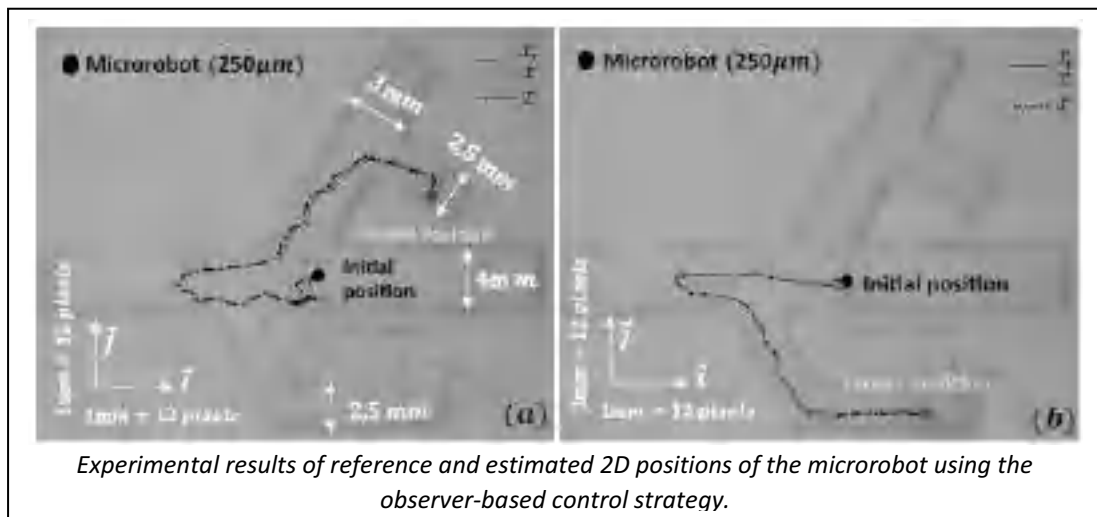 Microrobot (250μm)
3 mm
2,5 mm
4m m
Initial
position
1mm = 12 pixels
j
i
1mm = 12 pixels
2,5 mm
(a)
Microrobot (250μm)
Initial position
1mm = 12 pixels
j
i
1mm = 12 pixels
(b)
Experimental results of reference and estimated 2D positions of the microrobot using the
observer-based control strategy.